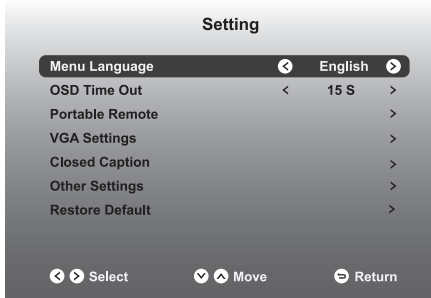 Setting
Menu Language English
OSD Time Out < 15 S >
Portable Remote >
VGA Settings >
Closed Caption >
Other Settings >
Restore Default >
Select Move Return